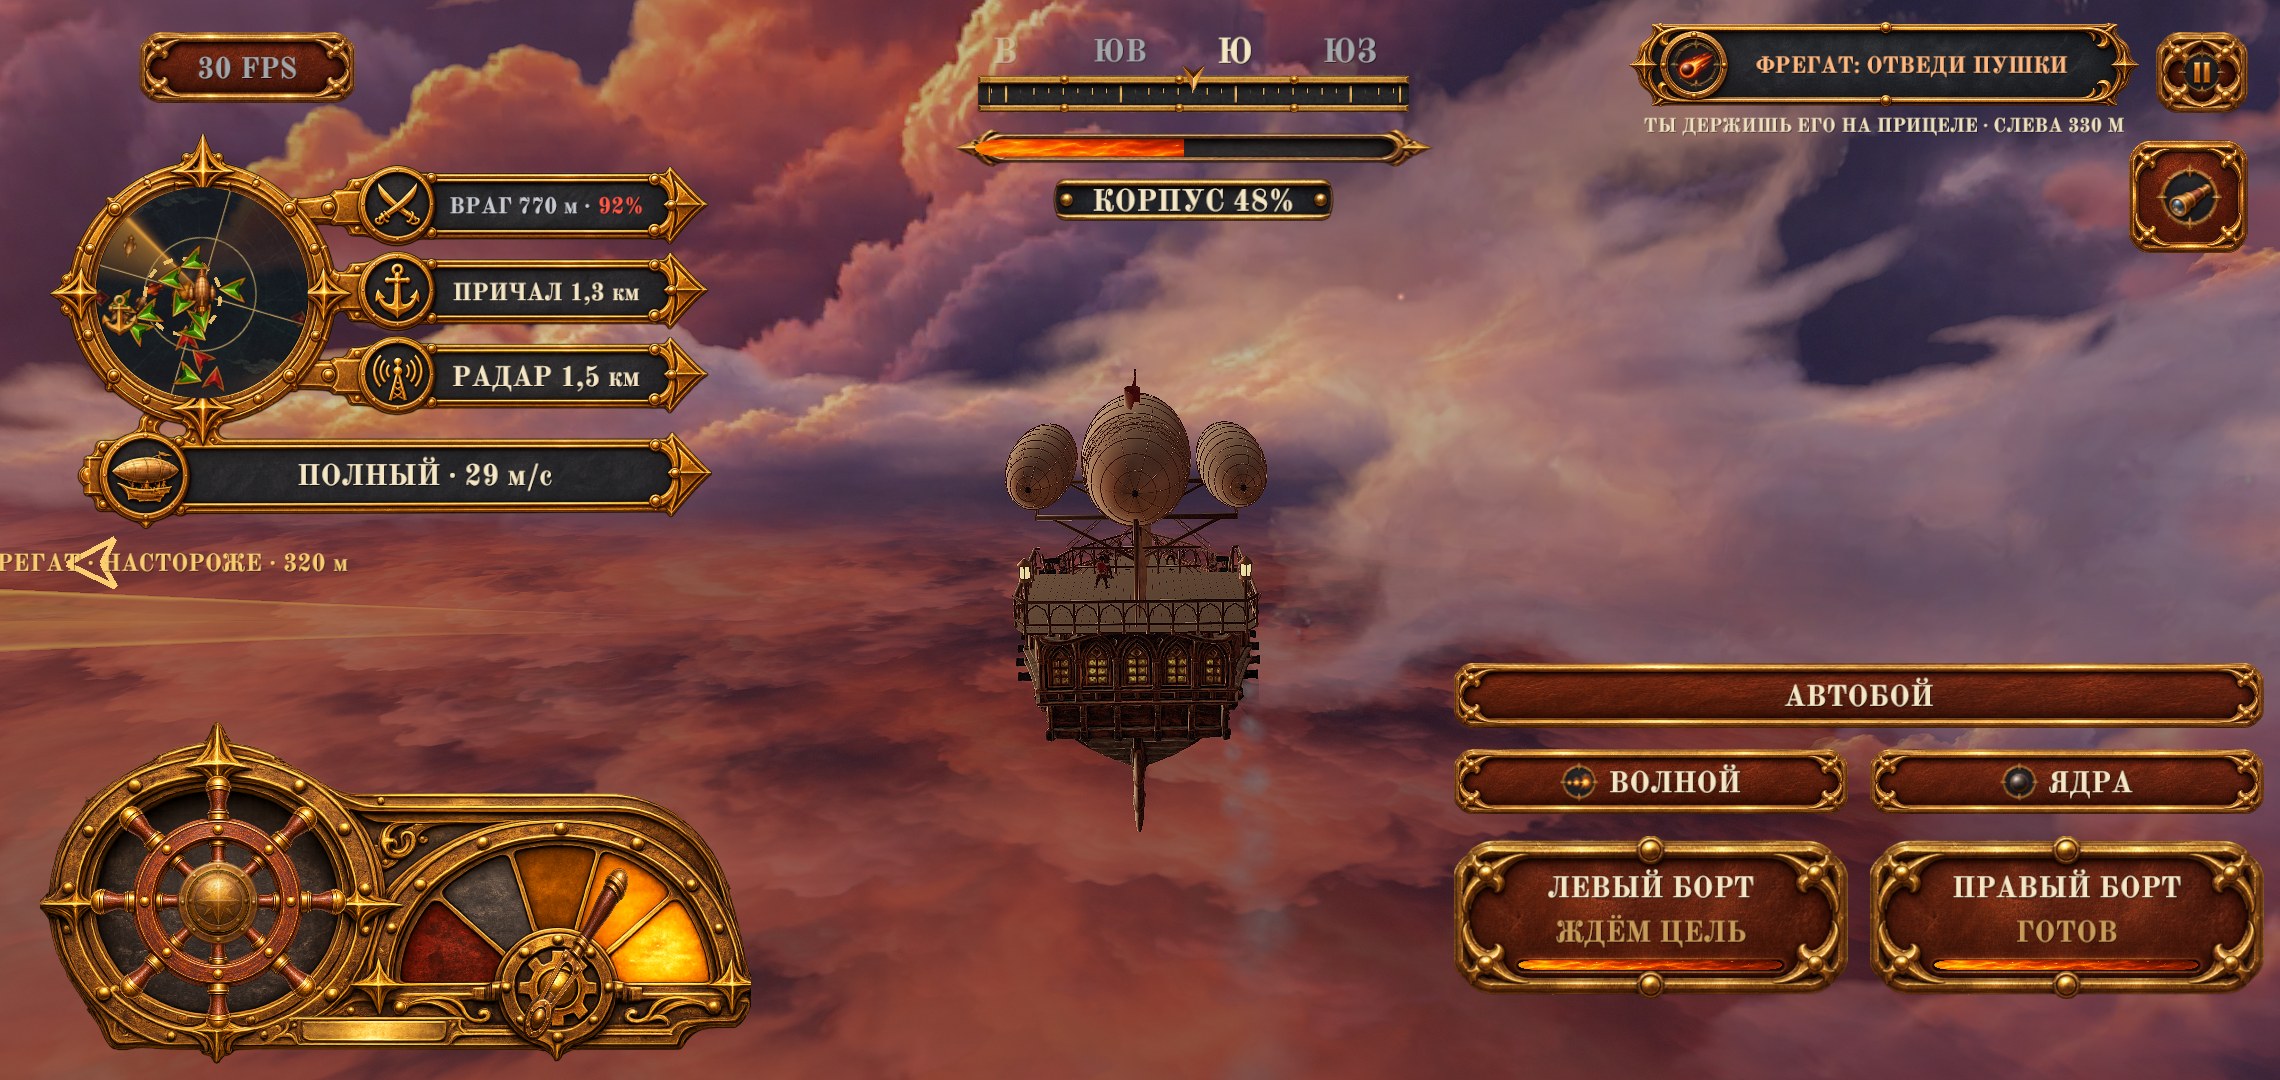 30 FPS
В ЮВ Ю ЮЗ
ФРЕГАТ: ОТВЕДИ ПУШКИ
ТЫ ДЕРЖИШЬ ЕГО НА ПРИЦЕЛЕ · СЛЕВА 330 М
КОРПУС 48%
ВРАГ 770 м · 92%
ПРИЧАЛ 1,3 км
РАДАР 1,5 км
ПОЛНЫЙ · 29 м/с
РЕГАТ · НАСТОРОЖЕ · 320 м
АВТОБОЙ
ВОЛНОЙ
ЯДРА
ЛЕВЫЙ БОРТ
ЖДЁМ ЦЕЛЬ
ПРАВЫЙ БОРТ
ГОТОВ